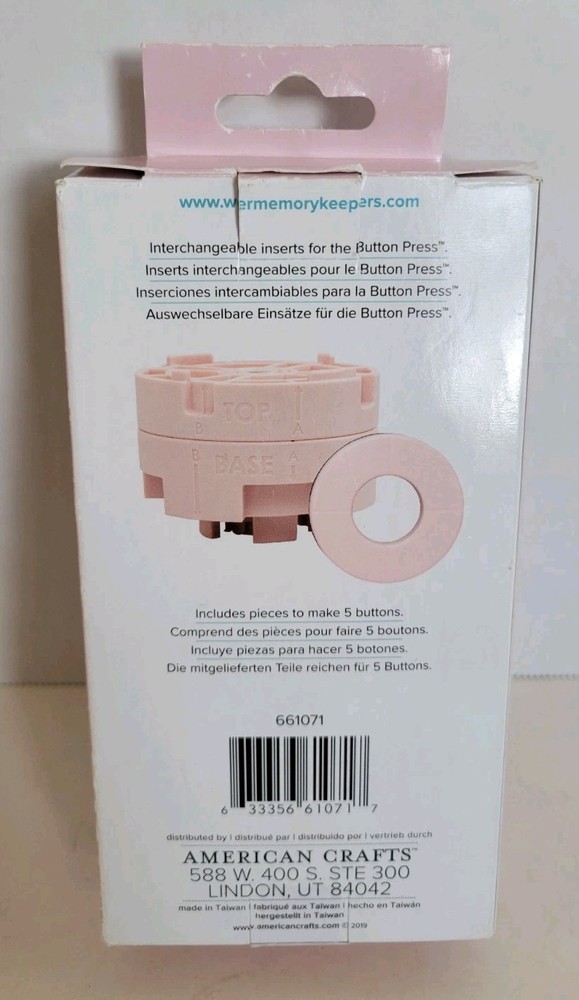 www.wermemorykeepers.com
Interchangeable inserts for the Button Press™.
Inserts interchangeables pour le Button Press™.
Inserciones intercambiables para la Button Press™.
Auswechselbare Einsätze für die Button Press™.
TOP
B A
B BASE A
Includes pieces to make 5 buttons.
Comprend des pièces pour faire 5 boutons.
Incluye piezas para hacer 5 botones.
Die mitgelieferten Teile reichen für 5 Buttons.
661071
6 33356 61071 7
distributed by | distribué par | distribuido por | vertrieb durch
AMERICAN CRAFTS™
588 W. 400 S. STE 300
LINDON, UT 84042
made in Taiwan | fabriqué aux Taiwan | hecho en Taiwán
hergestellt in Taiwan
www.americancrafts.com © 2019